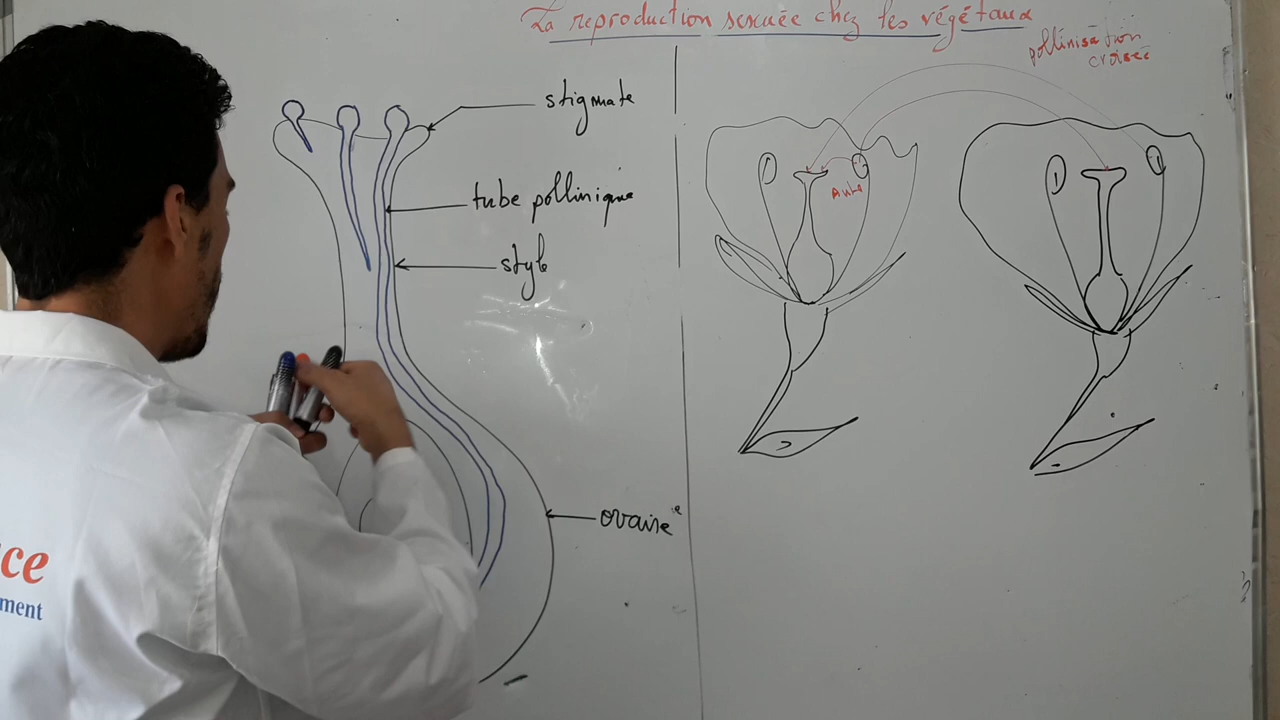 La reproduction sexuée chez les végétaux
pollinisation
croisée
stigmate
tube pollinique
style
ovaire
ce
ment